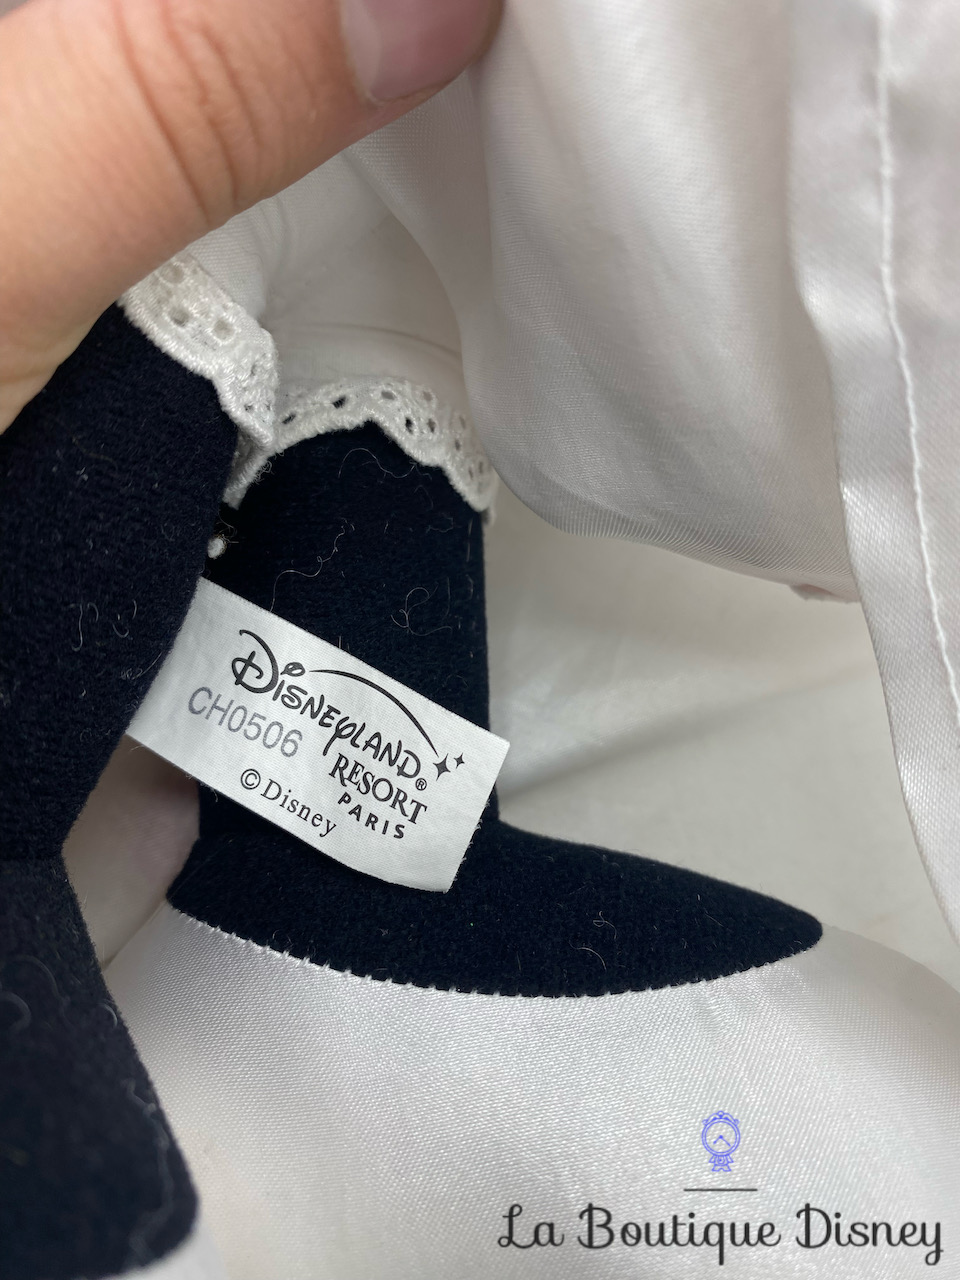 DISNEYLAND®
RESORT
PARIS
CH0506
©Disney
La Boutique Disney